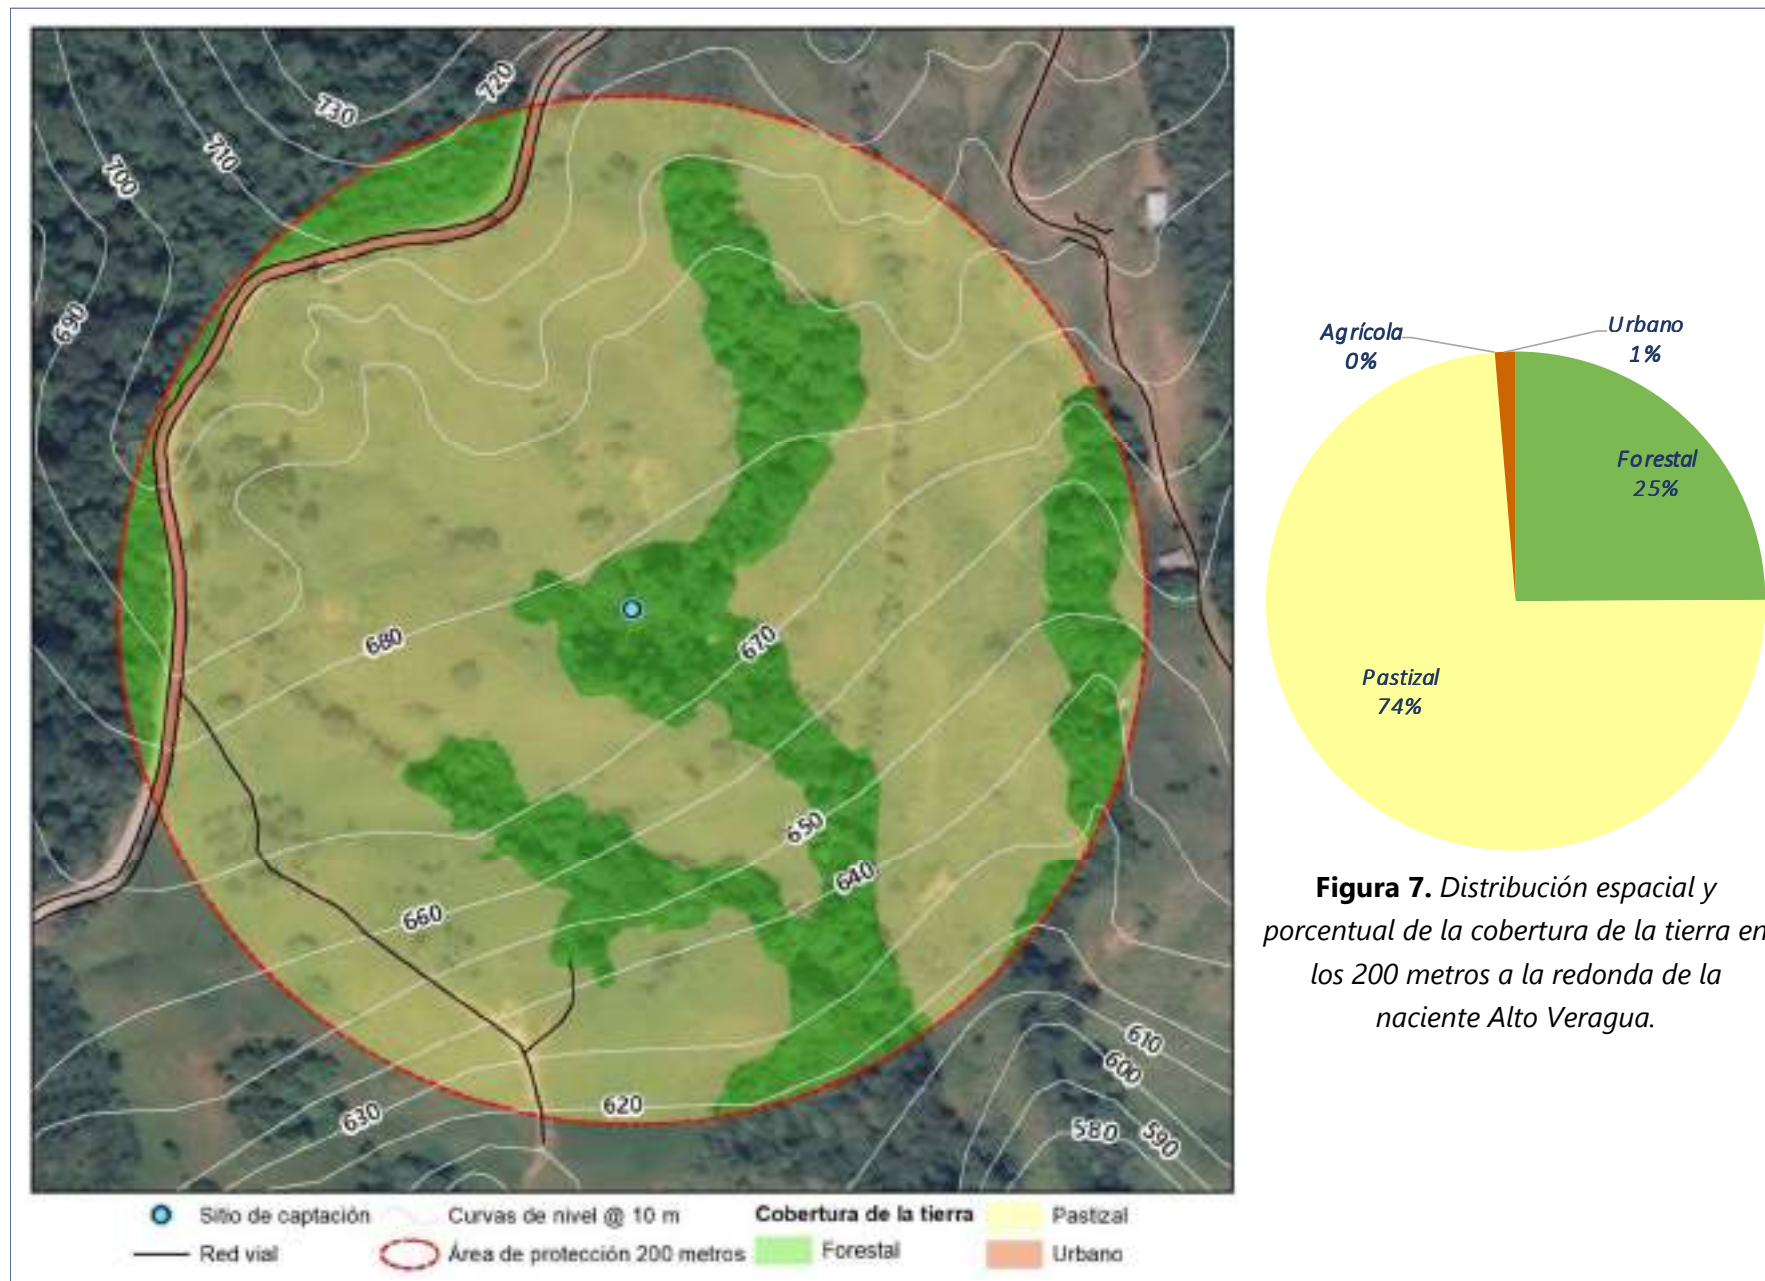 720
730
710
700
690
680
670
650
640
660
630
620
610
600
590
580
Sitio de captación
Curvas de nivel @ 10 m
Cobertura de la tierra
Pastizal
Red vial
Área de protección 200 metros
Forestal
Urbano
Agrícola
0%
Urbano
1%
Forestal
25%
Pastizal
74%
Figura 7. Distribución espacial y
porcentual de la cobertura de la tierra en
los 200 metros a la redonda de la
naciente Alto Veragua.